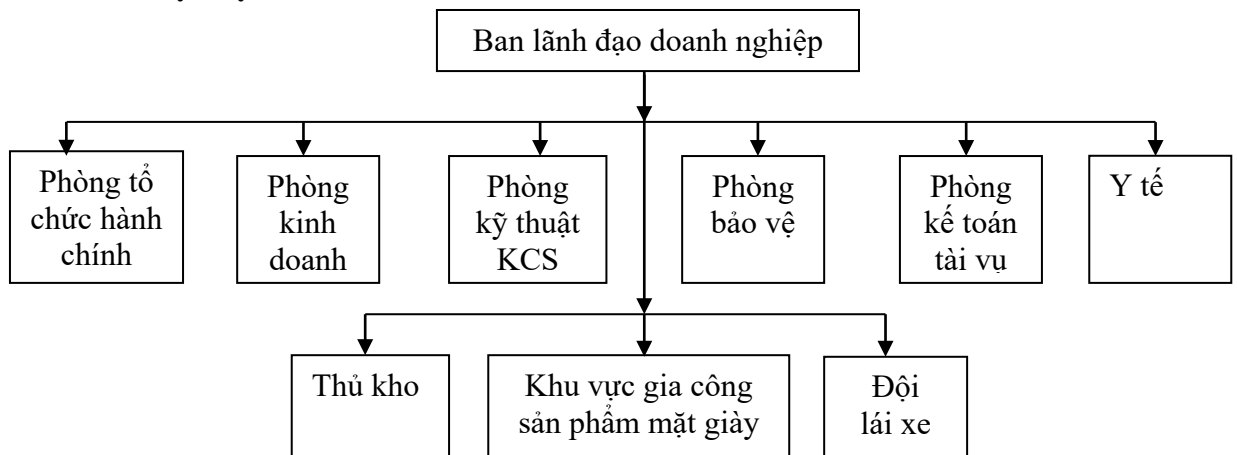 Ban lãnh đạo doanh nghiệp
Phòng tổ
chức hành
chính
Phòng
kinh
doanh
Phòng
kỹ thuật
KCS
Phòng
bảo vệ
Phòng
kế toán
tài vụ
Y tế
Thủ kho
Khu vực gia công
sản phẩm mặt giày
Đội
lái xe